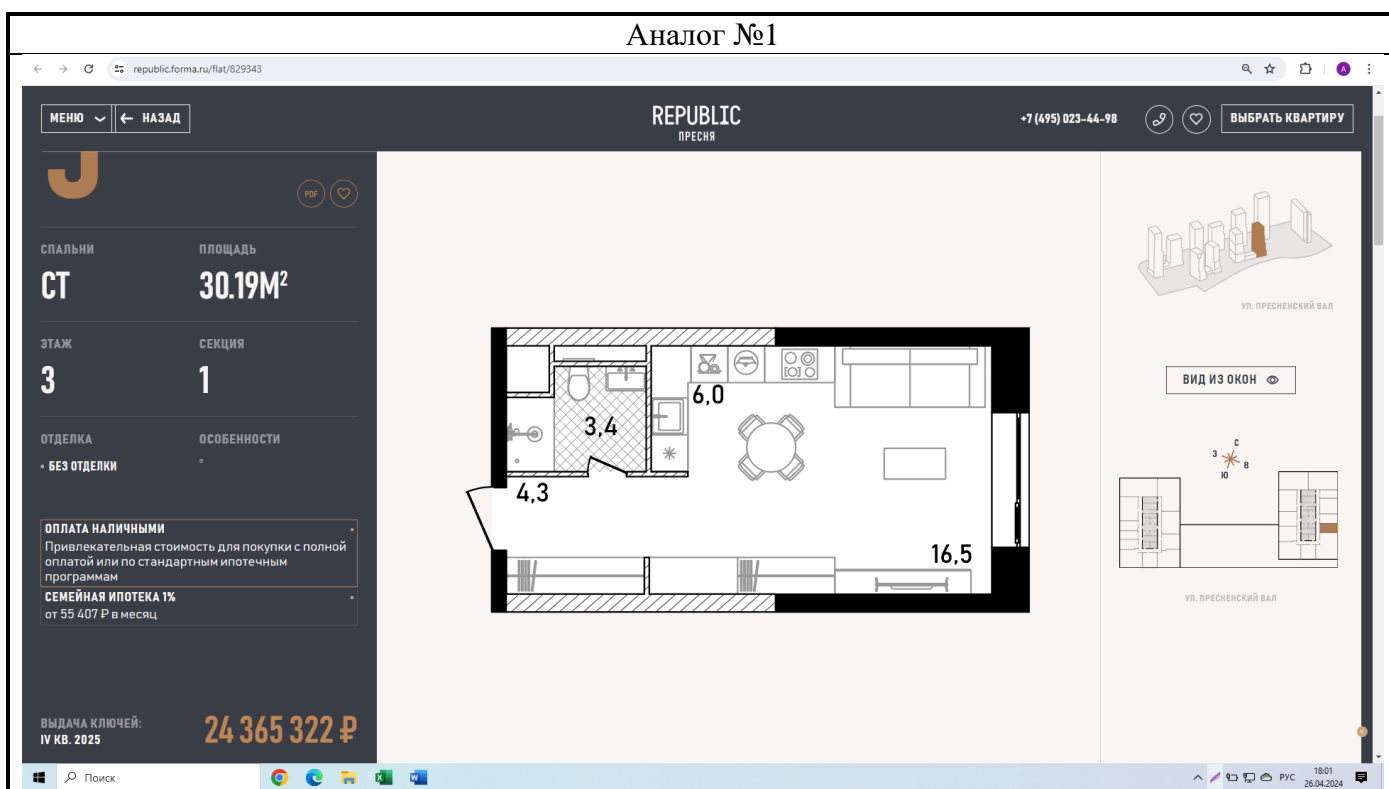 Аналог №1
republic.forma.ru/flat/829343
A
МЕНЮ
НАЗАД
REPUBLIC
ПРЕСНЯ
+7 (495) 023-44-98
ВЫБРАТЬ КВАРТИРУ
J
PDF
СПАЛЬНИ
ПЛОЩАДЬ
СТ
30.19М²
ЭТАЖ
СЕКЦИЯ
3
1
ОТДЕЛКА
ОСОБЕННОСТИ
• БЕЗ ОТДЕЛКИ
ОПЛАТА НАЛИЧНЫМИ
Привлекательная стоимость для покупки с полной
оплатой или по стандартным ипотечным
программам
СЕМЕЙНАЯ ИПОТЕКА 1%
от 55 407 ₽ в месяц
ВЫДАЧА КЛЮЧЕЙ:
IV КВ. 2025
24 365 322 ₽
6,0
3,4
4,3
16,5
УЛ. ПРЕСНЕНСКИЙ ВАЛ
ВИД ИЗ ОКОН
С
З
В
Ю
УЛ. ПРЕСНЕНСКИЙ ВАЛ
Поиск
РУС
18:01
26.04.2024